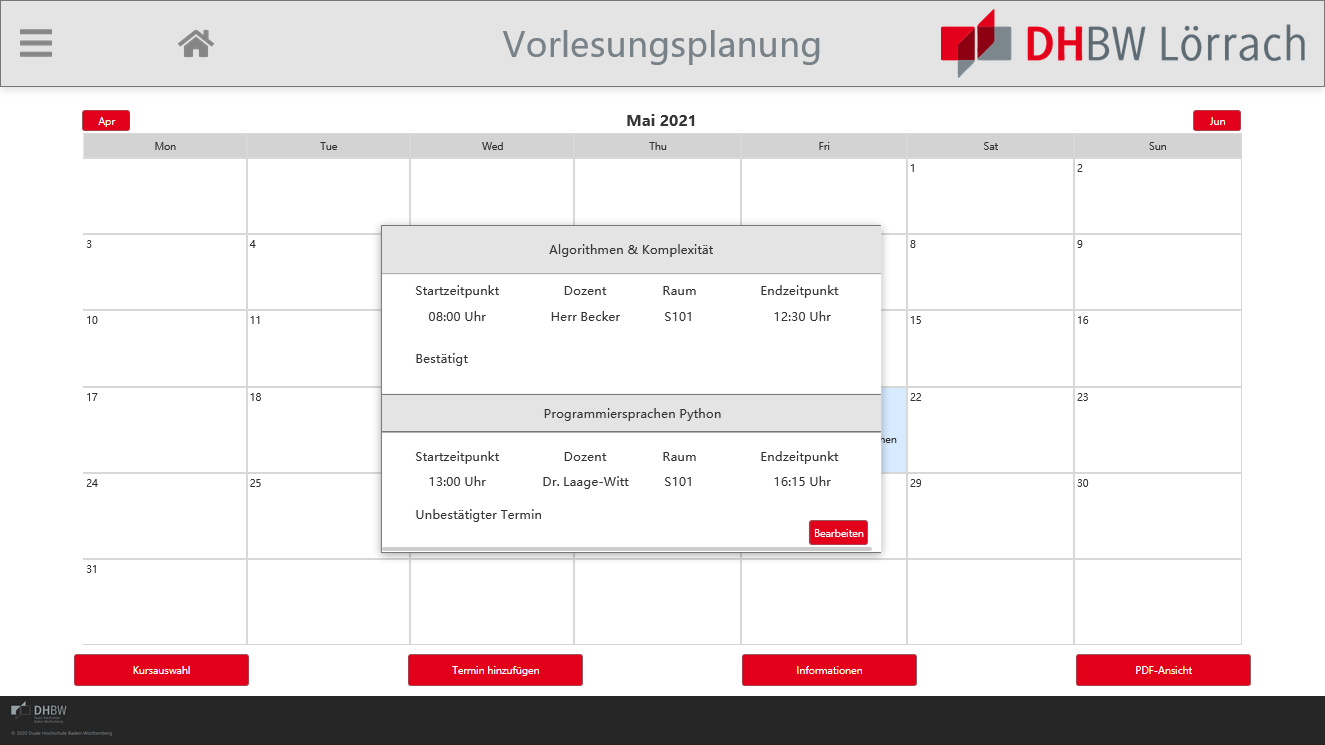 Vorlesungsplanung
DHBW Lörrach
Apr Mai 2021 Jun
Mon Tue Wed Thu Fri Sat Sun
1 2
3 4 8 9
Algorithmen & Komplexität
Startzeitpunkt Dozent Raum Endzeitpunkt
08:00 Uhr Herr Becker S101 12:30 Uhr
10 11 15 16
Bestätigt
17 18 22 23
Programmiersprachen Python
hen
Startzeitpunkt Dozent Raum Endzeitpunkt
13:00 Uhr Dr. Laage-Witt S101 16:15 Uhr
24 25 29 30
Unbestätigter Termin
Bearbeiten
31
Kursauswahl Termin hinzufügen Informationen PDF-Ansicht
DHBW
Duale Hochschule
Baden-Württemberg
© 2020 Duale Hochschule Baden-Württemberg